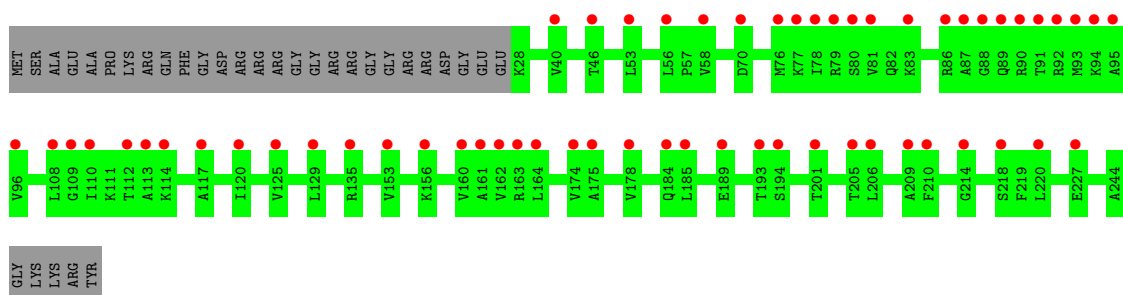 MET SER ALA GLU ALA PRO LYS ARG GLN PHE GLY ASP ARG ARG ARG GLY GLY ARG ARG GLY GLY ARG ARG ASP GLY GLU GLU K28 V40 T46 L53 L56 P57 V58 D70 M76 K77 I78 R79 S80 V81 Q82 K83 R86 A87 G88 Q89 R90 T91 R92 M93 K94 A95
V96 L108 G109 I110 K111 T112 A113 K114 A117 I120 V125 L129 R135 V153 K156 V160 A161 V162 R163 L164 V174 A175 V178 Q184 L185 E189 T193 S194 T201 T205 L206 A209 F210 G214 S218 F219 L220 E227 A244
GLY LYS LYS ARG TYR